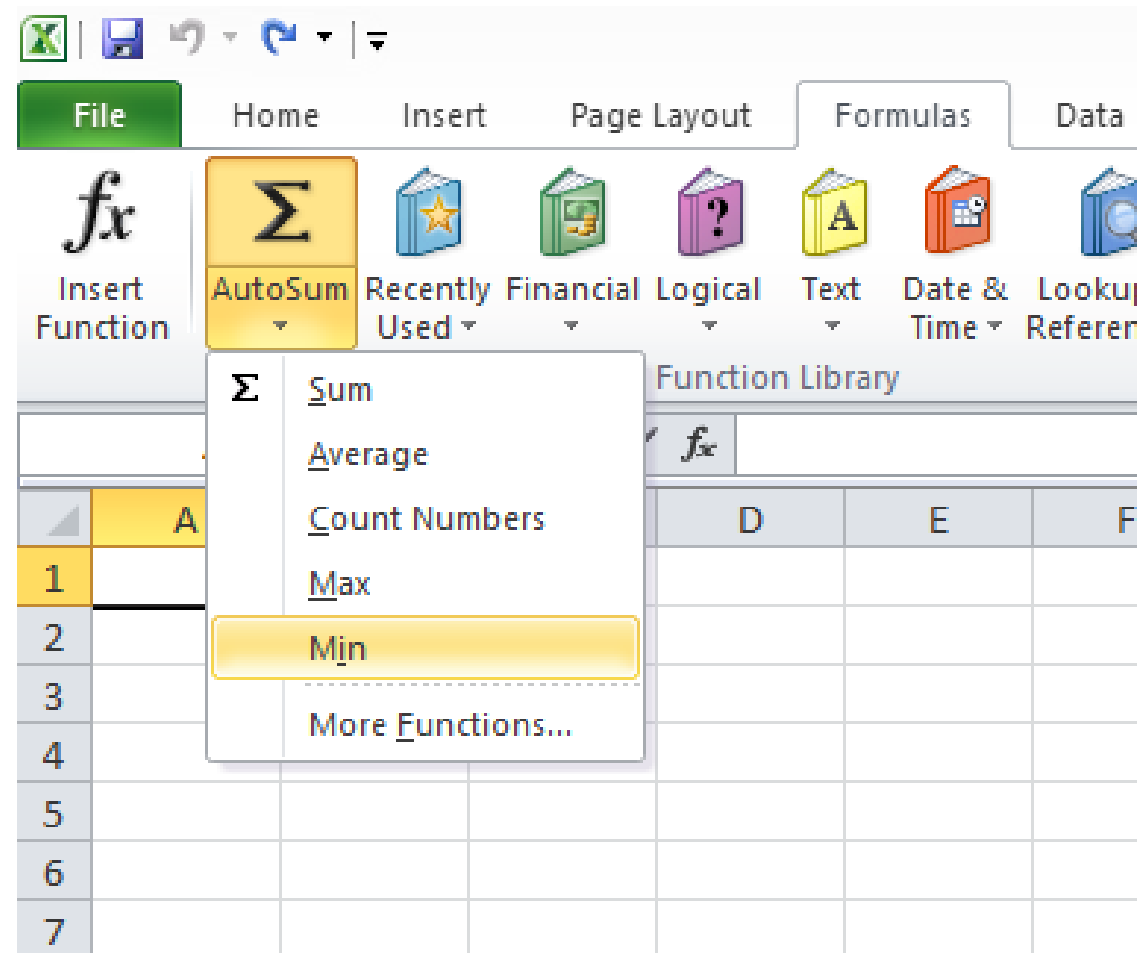 File Home Insert Page Layout Formulas Data
fx Σ ? A
Insert AutoSum Recently Financial Logical Text Date &
Function Used Time
Function Library
Σ Sum
Average
Count Numbers
Max
Min
More Functions...
fx
A D E F
1
2
3
4
5
6
7